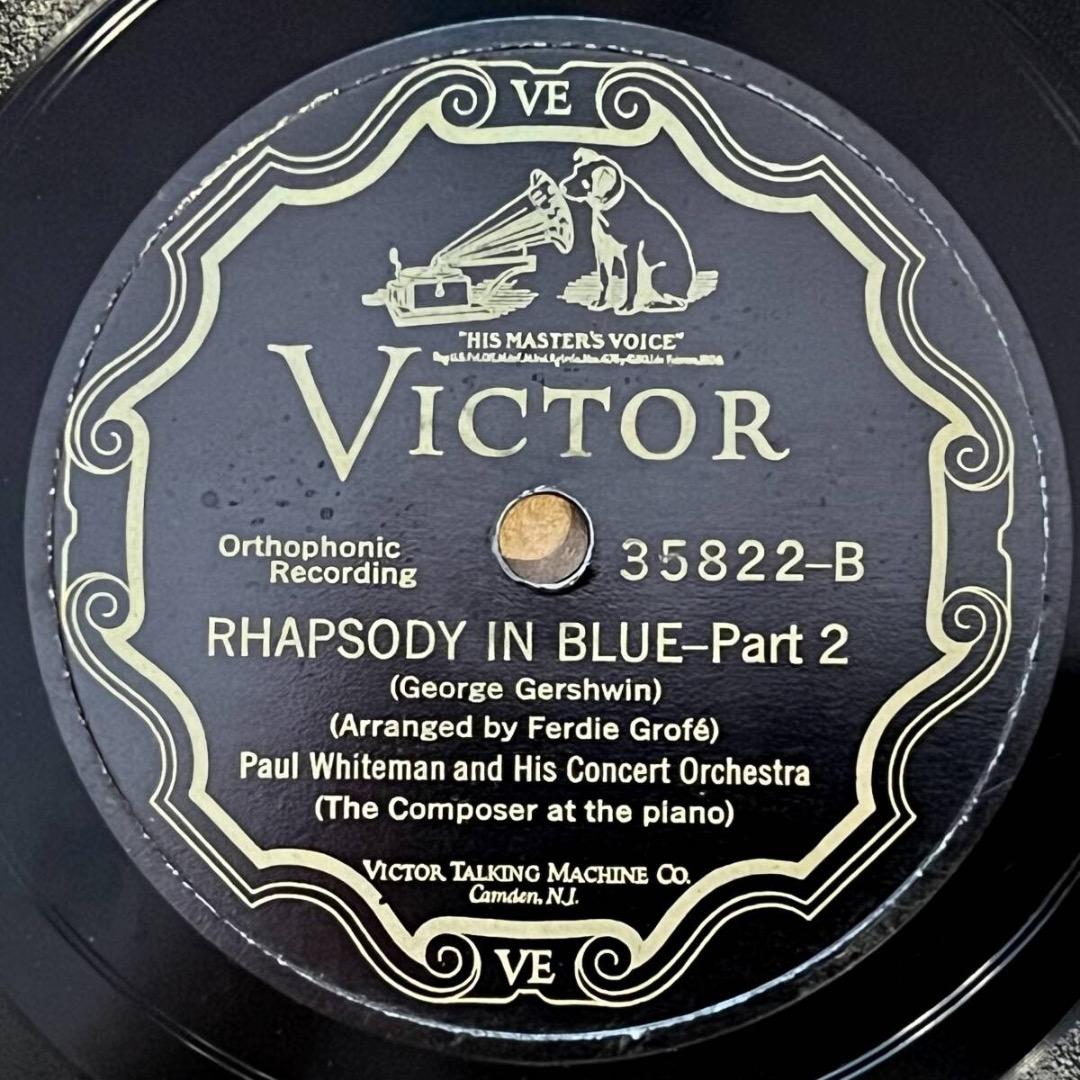 VE
"HIS MASTER'S VOICE"
VICTOR
Orthophonic
Recording
35822-B
RHAPSODY IN BLUE–Part 2
(George Gershwin)
(Arranged by Ferdie Grofé)
Paul Whiteman and His Concert Orchestra
(The Composer at the piano)
VICTOR TALKING MACHINE CO.
Camden, N.J.
VE